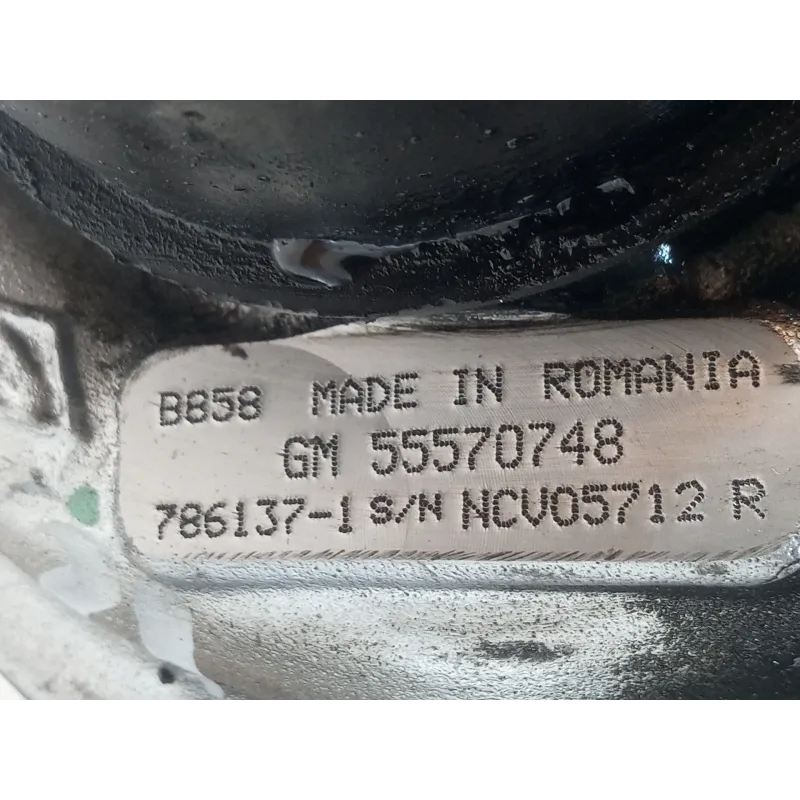 B858 MADE IN ROMANIA
GM 55570748
786137-1 S/N NCV05712 R